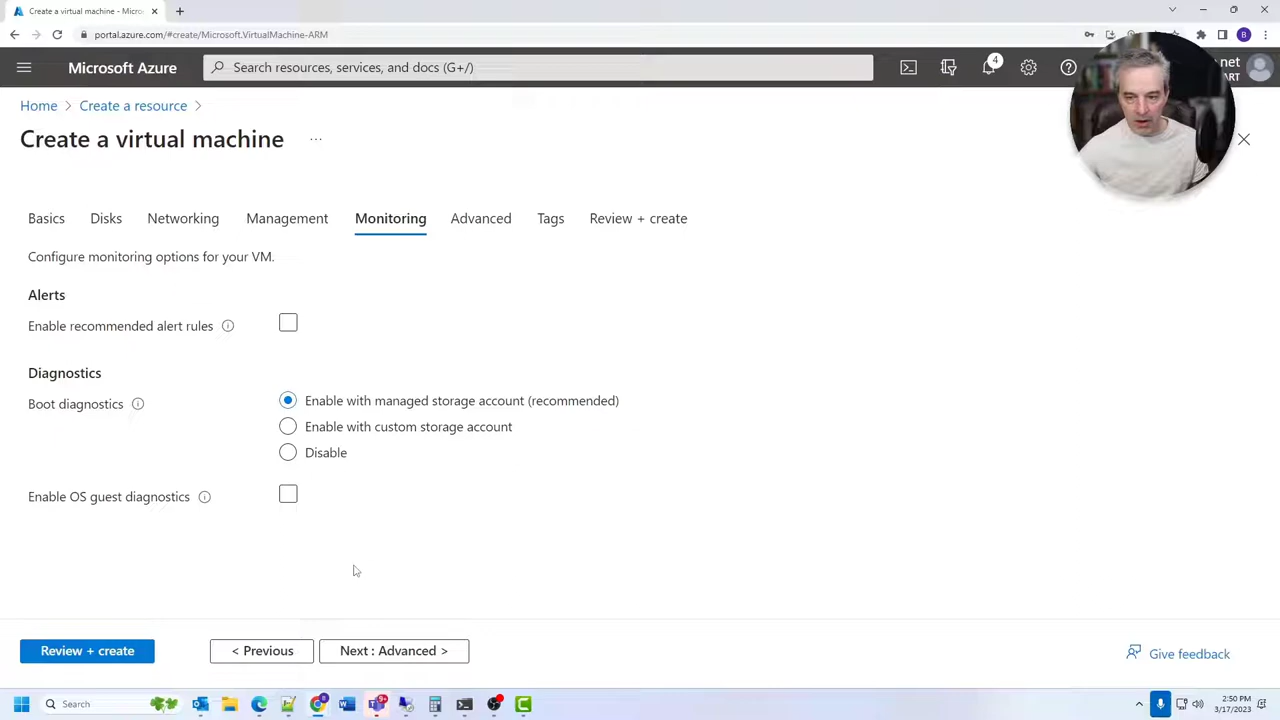 Create a virtual machine - Micros
portal.azure.com/#create/Microsoft.VirtualMachine-ARM
B
Microsoft Azure
Search resources, services, and docs (G+/)
4
Home > Create a resource >
Create a virtual machine ...
Basics Disks Networking Management Monitoring Advanced Tags Review + create
Configure monitoring options for your VM.
Alerts
Enable recommended alert rules
Diagnostics
Boot diagnostics
Enable with managed storage account (recommended)
Enable with custom storage account
Disable
Enable OS guest diagnostics
Review + create
< Previous
Next : Advanced >
Give feedback
Search
9+
2:50 PM
3/17/2023